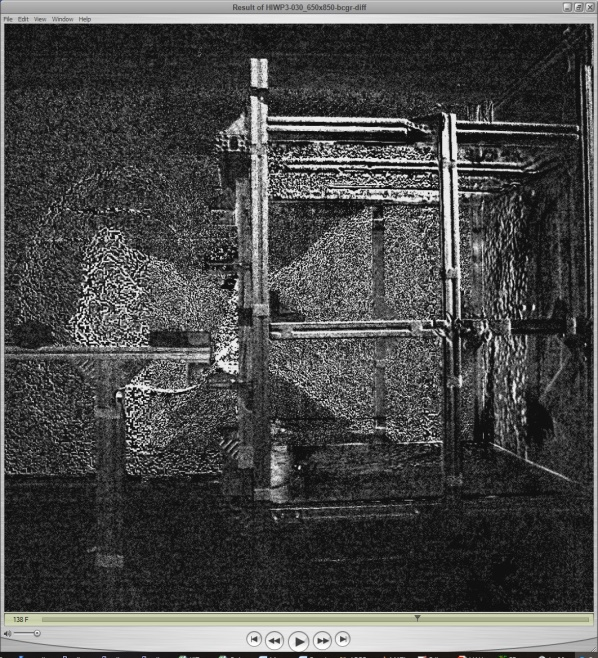 Result of HIWP3-030_650x850-bcgr-diff
File Edit View Window Help
138 F